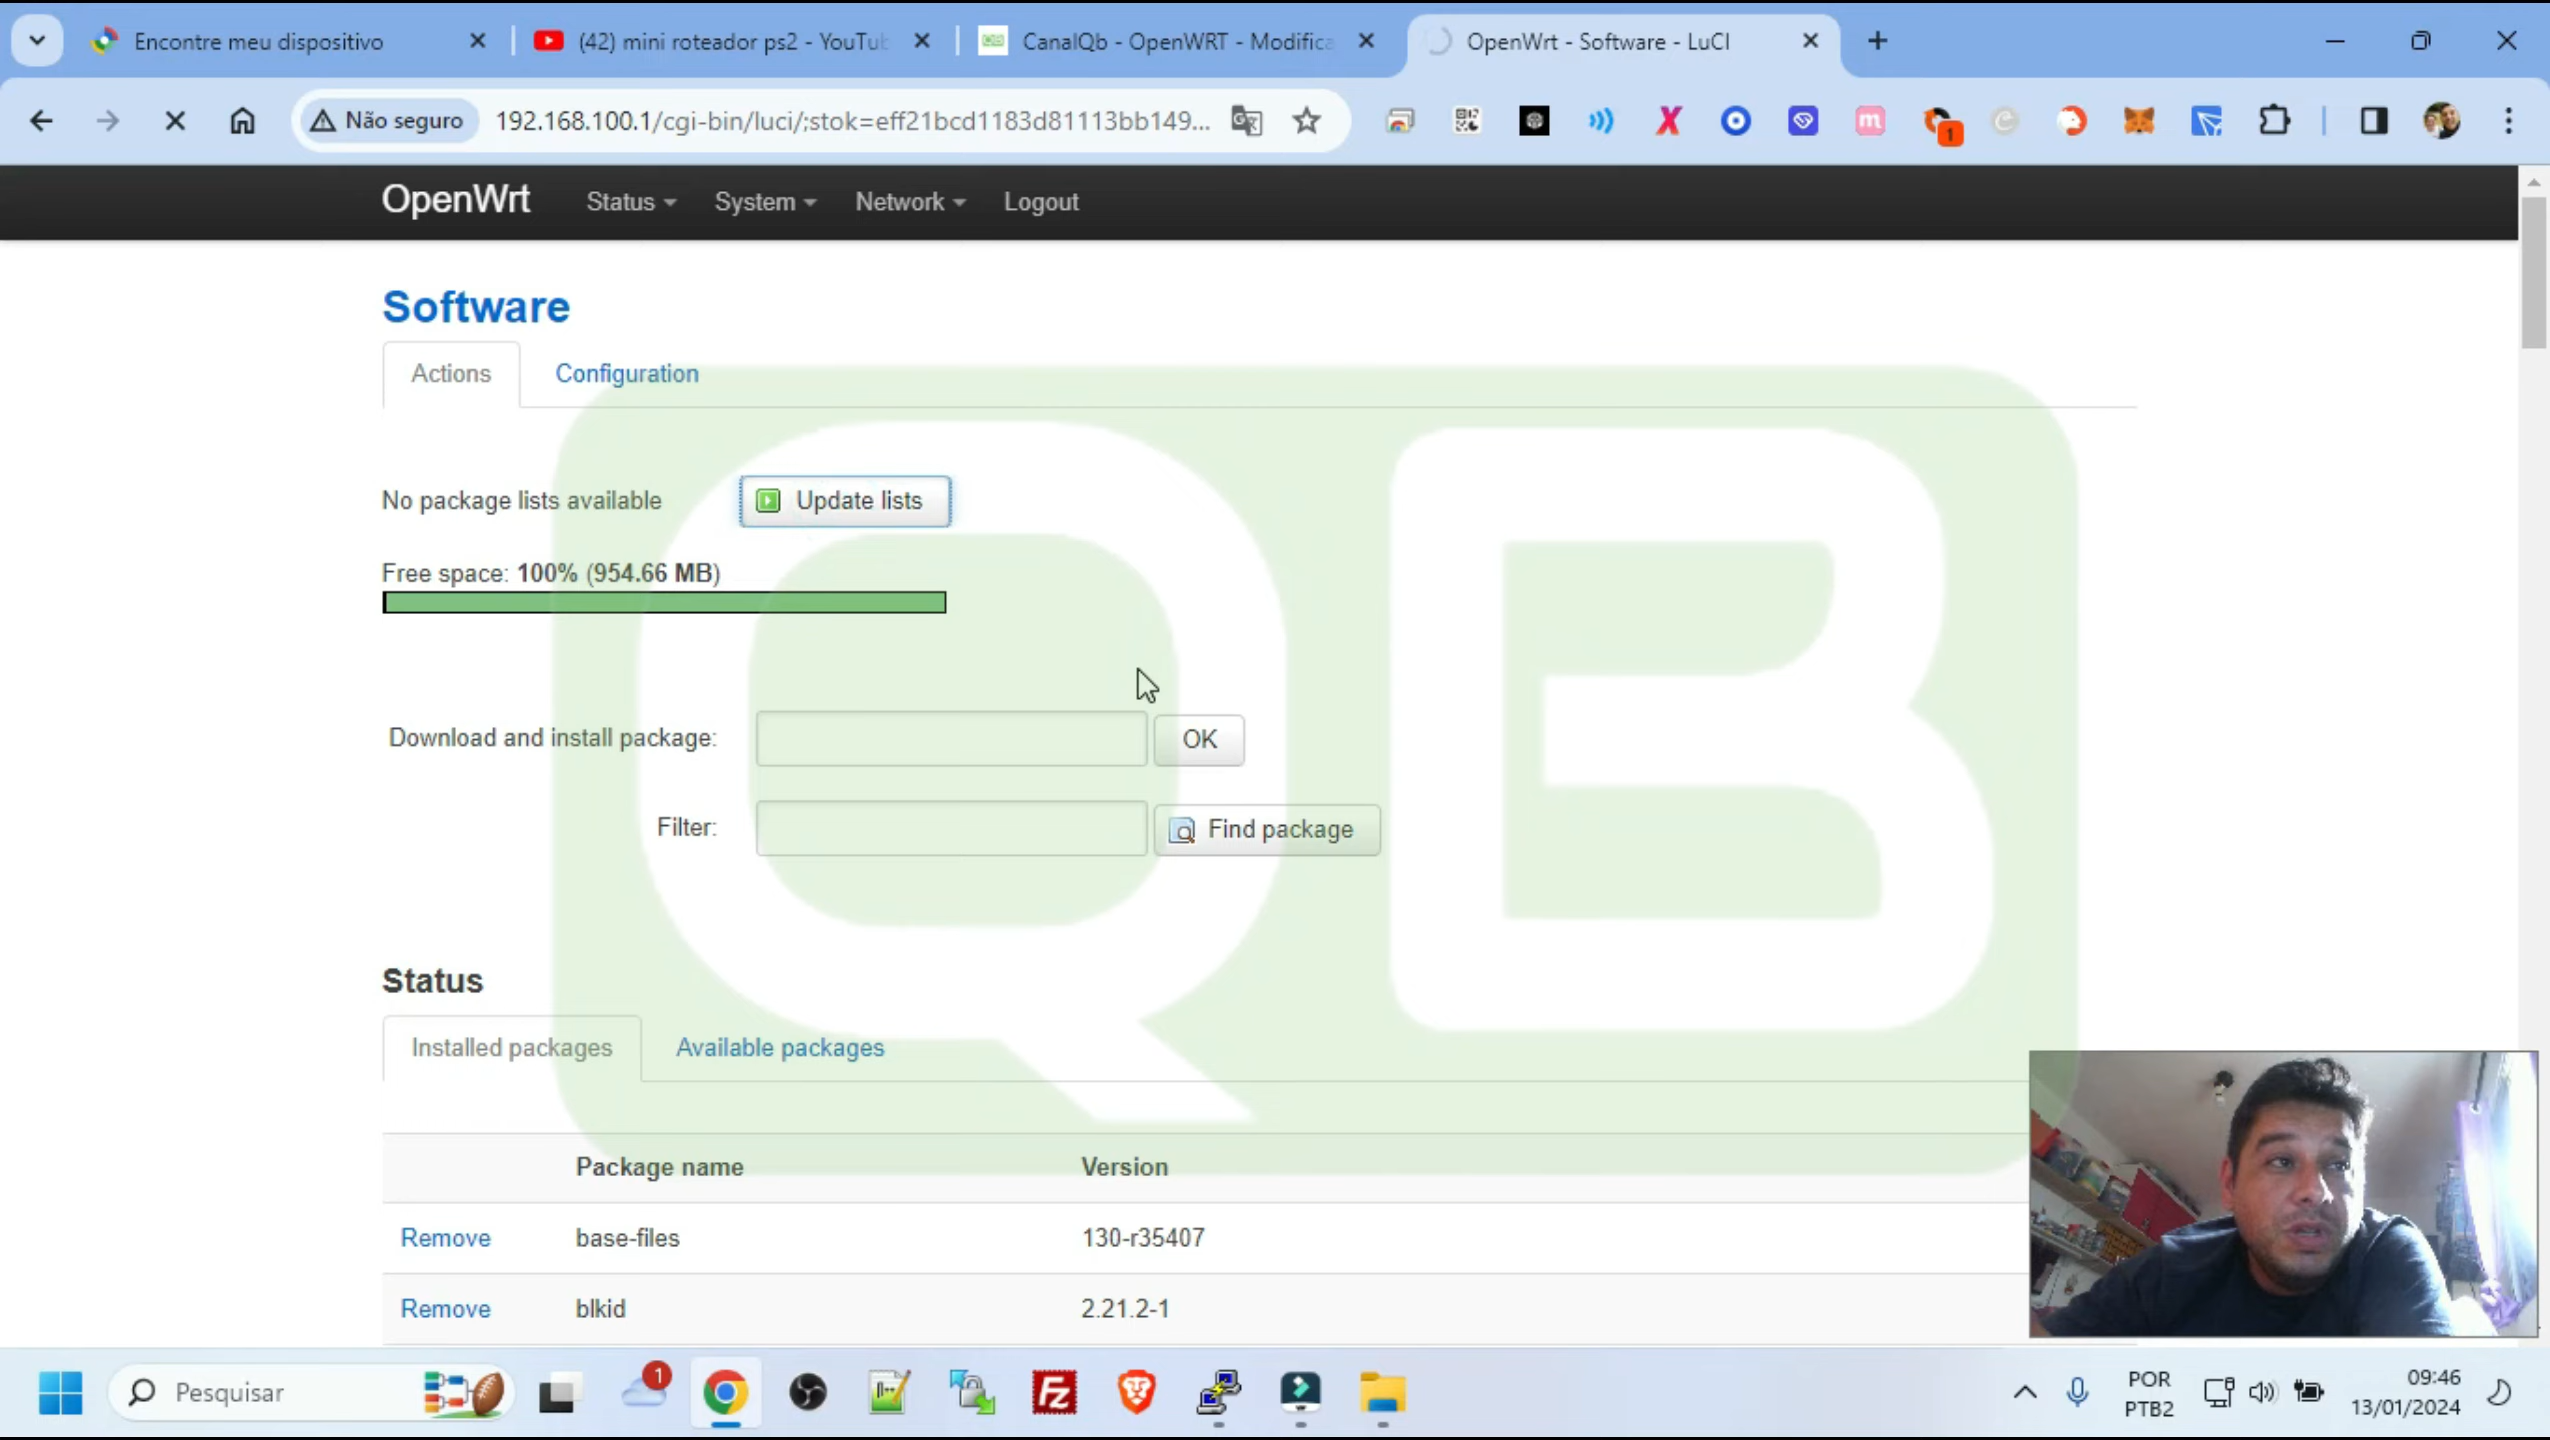 Encontre meu dispositivo
(42) mini roteador ps2 - YouTub
CanalQb - OpenWRT - Modifica
OpenWrt - Software - LuCI
Não seguro
192.168.100.1/cgi-bin/luci/;stok=eff21bcd1183d81113bb149...
1
OpenWrt
Status
System
Network
Logout
Software
Actions
Configuration
No package lists available
Update lists
Free space: 100% (954.66 MB)
Download and install package:
OK
Filter:
Find package
QB
Status
Installed packages
Available packages
Package name
Version
Remove
base-files
130-r35407
Remove
blkid
2.21.2-1
Pesquisar
1
Fz
POR
PTB2
09:46
13/01/2024